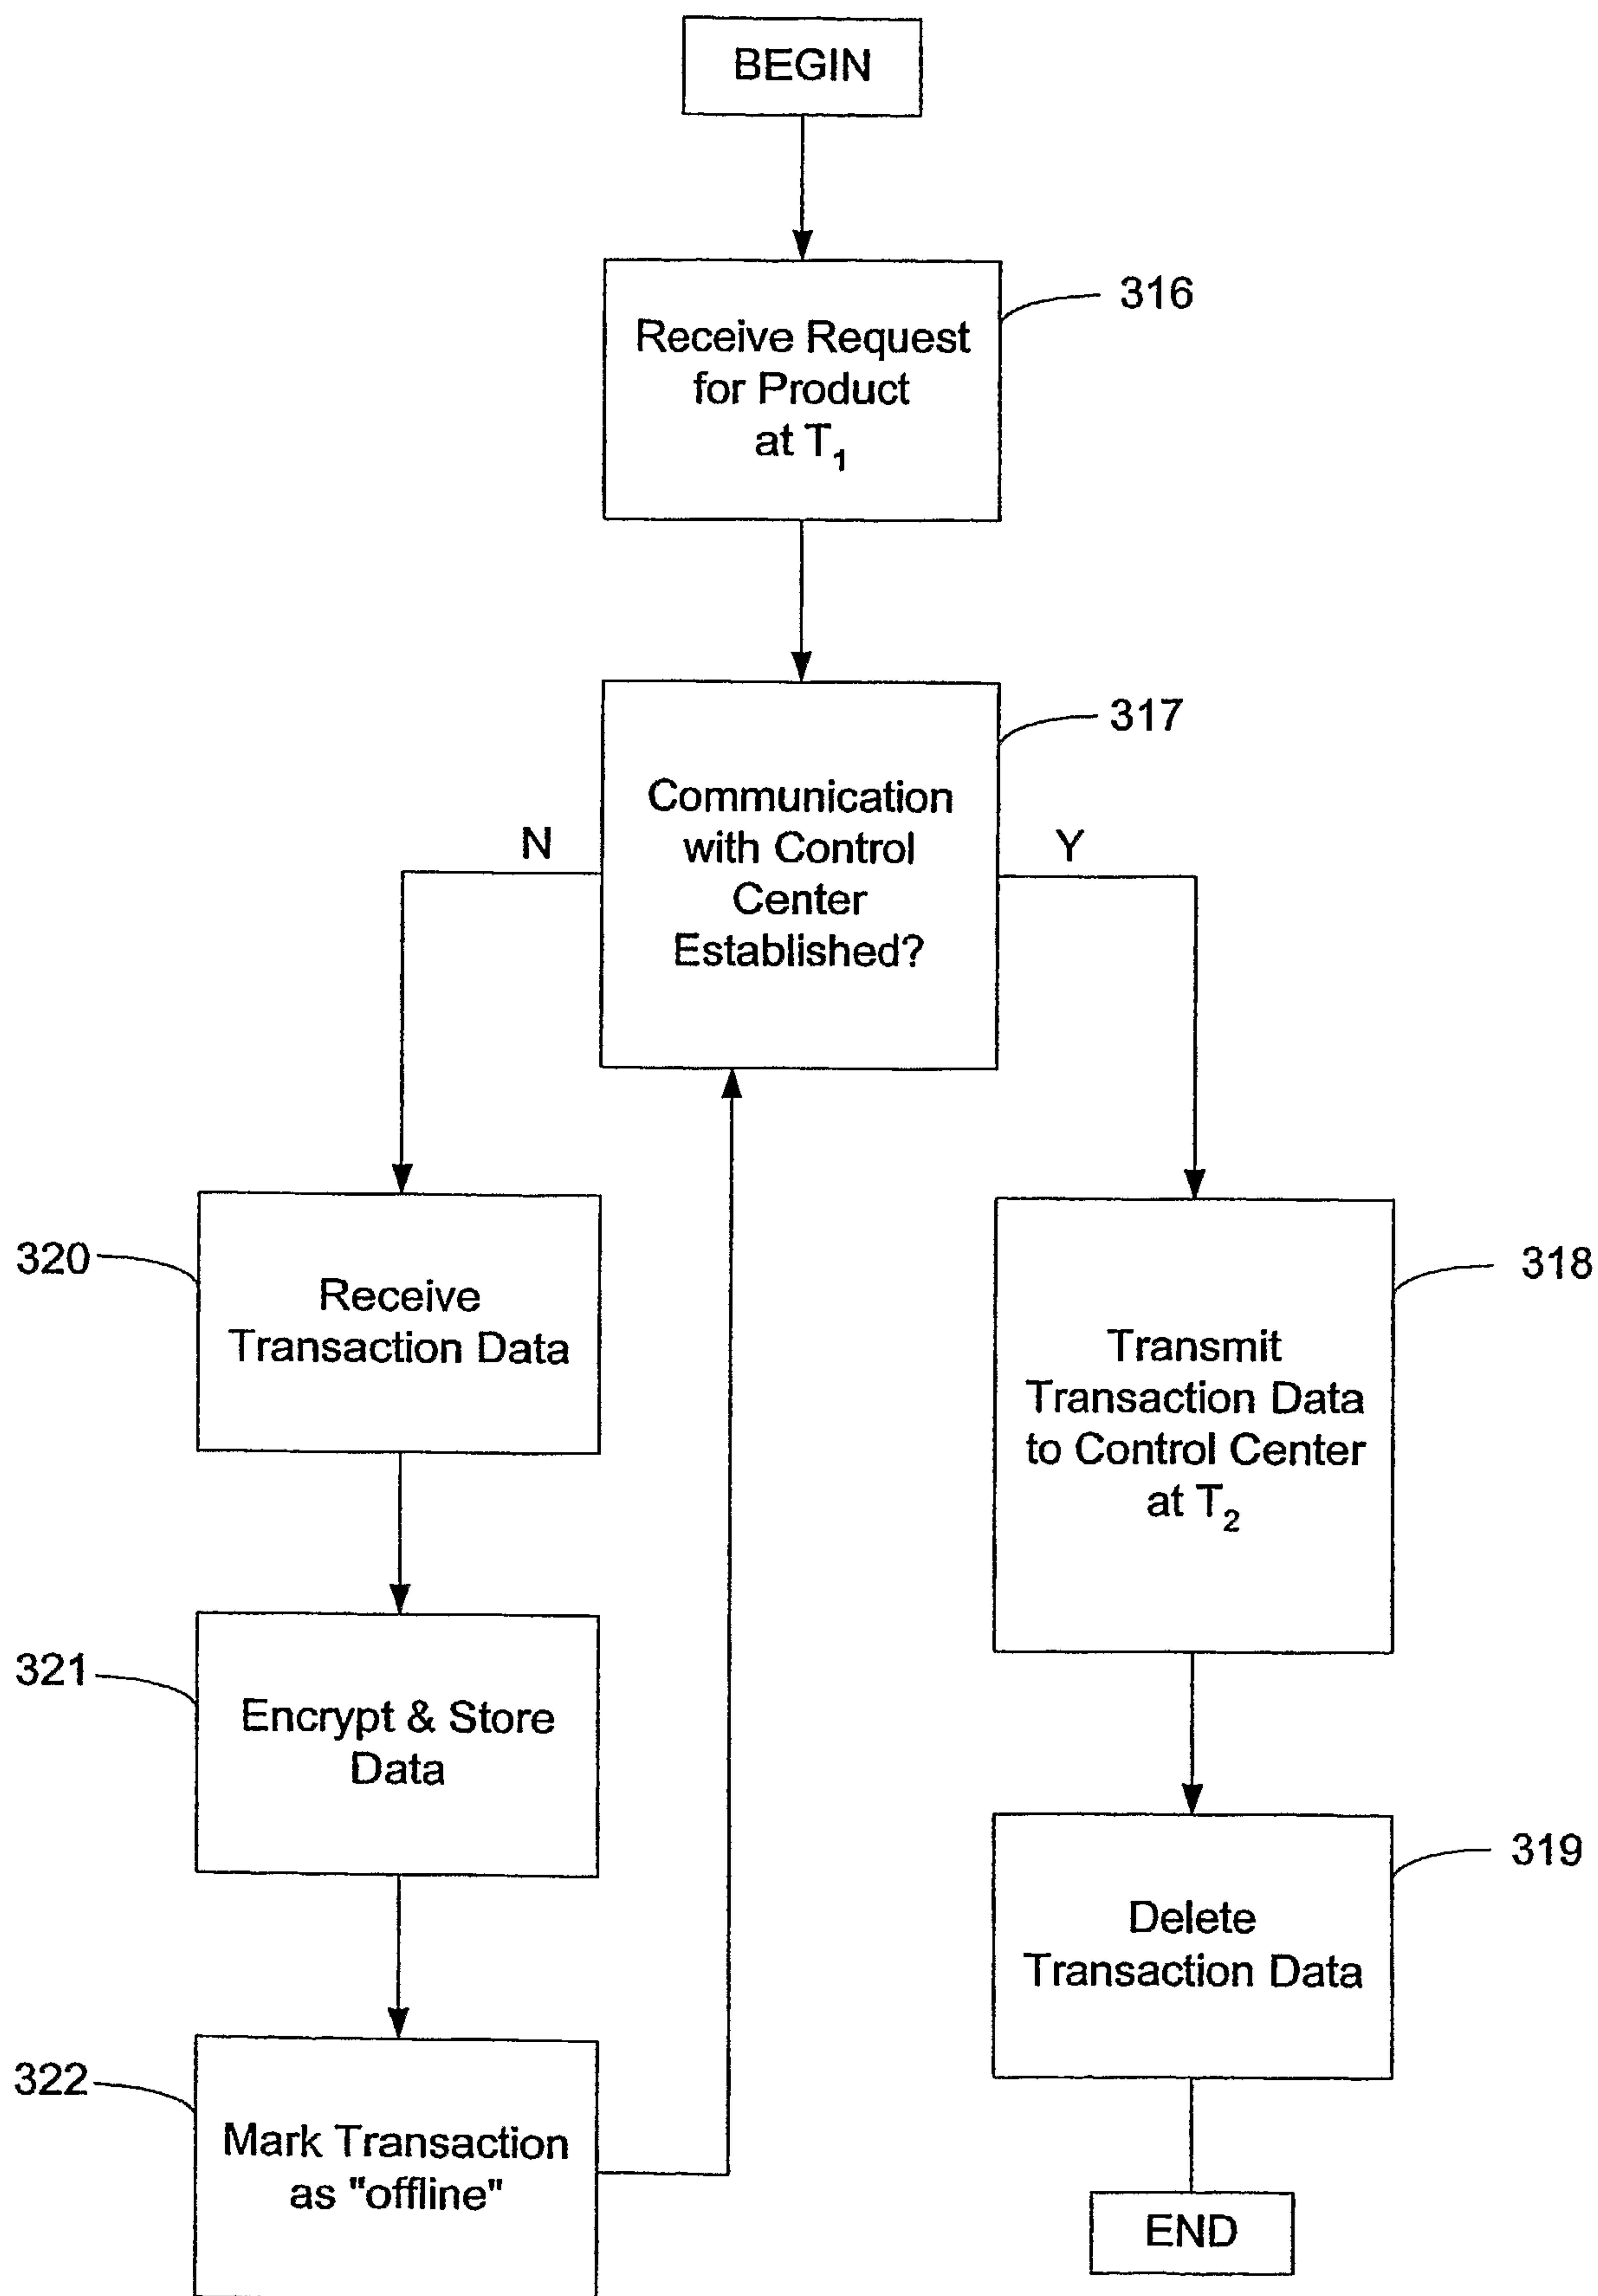 BEGIN
316
Receive Request
for Product
at T₁
317
Communication
with Control
Center
Established?
N
Y
320
Receive
Transaction Data
318
Transmit
Transaction Data
to Control Center
at T₂
321
Encrypt & Store
Data
319
Delete
Transaction Data
322
Mark Transaction
as "offline"
END